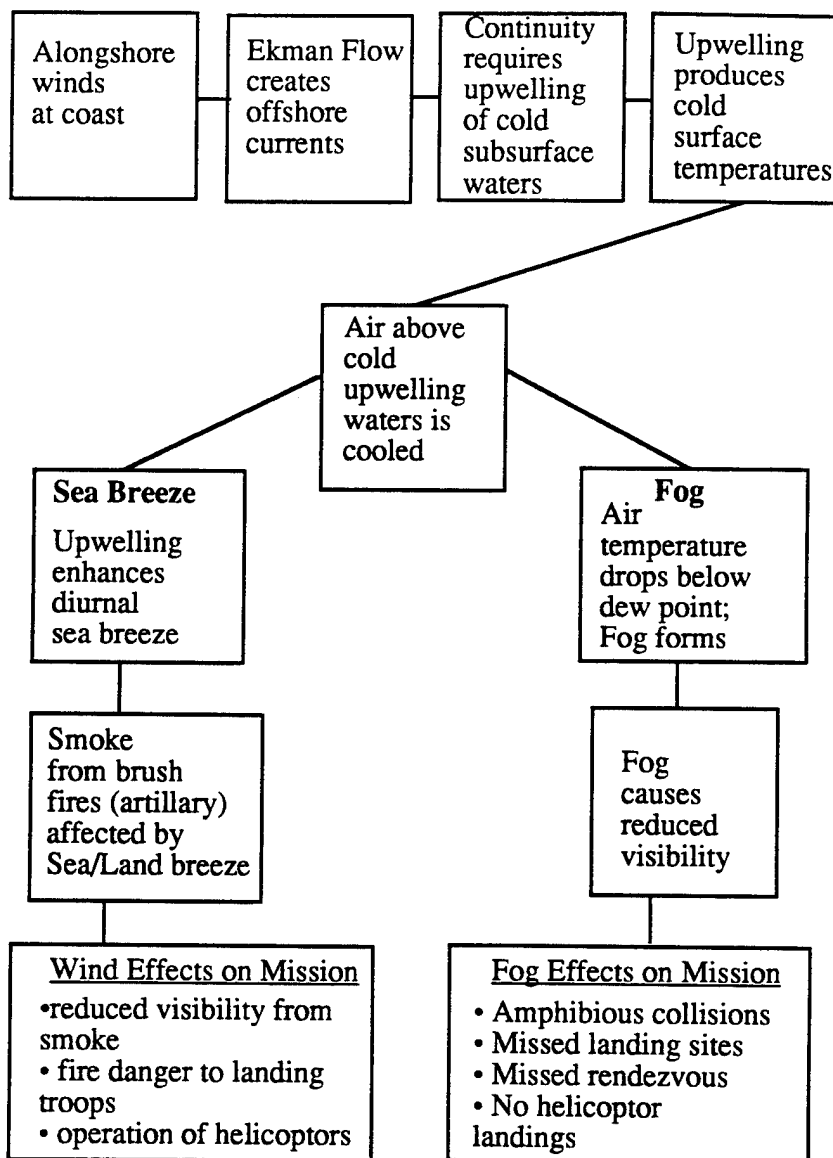 Alongshore
winds
at coast
Ekman Flow
creates
offshore
currents
Continuity
requires
upwelling
of cold
subsurface
waters
Upwelling
produces
cold
surface
temperatures
Air above
cold
upwelling
waters is
cooled
Sea Breeze
Upwelling
enhances
diurnal
sea breeze
Fog
Air
temperature
drops below
dew point;
Fog forms
Smoke
from brush
fires (artillary)
affected by
Sea/Land breeze
Fog
causes
reduced
visibility
Wind Effects on Mission
•reduced visibility from
smoke
• fire danger to landing
troops
• operation of helicoptors
Fog Effects on Mission
• Amphibious collisions
• Missed landing sites
• Missed rendezvous
• No helicoptor
landings